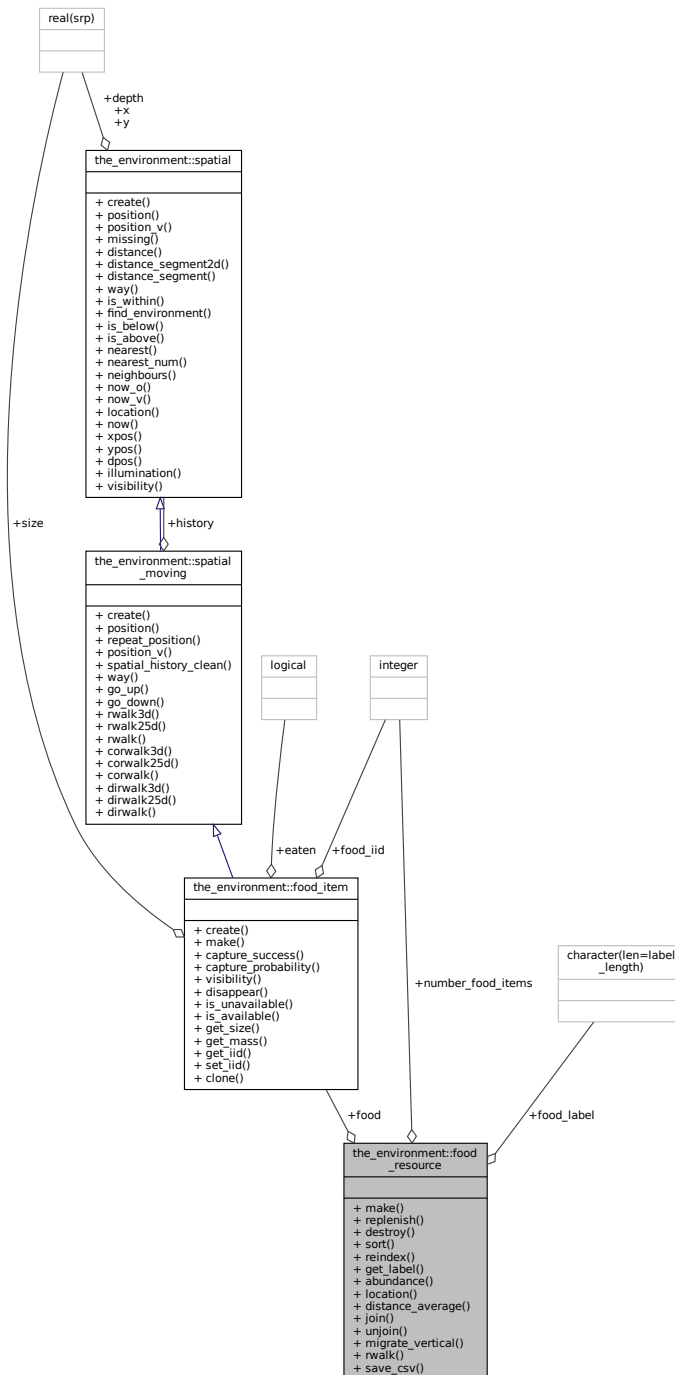 real(srp)
+depth
+x
+y
the_environment::spatial
+ create()
+ position()
+ position_v()
+ missing()
+ distance()
+ distance_segment2d()
+ distance_segment()
+ way()
+ is_within()
+ find_environment()
+ is_below()
+ is_above()
+ nearest()
+ nearest_num()
+ neighbours()
+ now_o()
+ now_v()
+ location()
+ now()
+ xpos()
+ ypos()
+ dpos()
+ illumination()
+ visibility()
+size
+history
the_environment::spatial
_moving
+ create()
+ position()
+ repeat_position()
+ position_v()
+ spatial_history_clean()
+ way()
+ go_up()
+ go_down()
+ rwalk3d()
+ rwalk25d()
+ rwalk()
+ corwalk3d()
+ corwalk25d()
+ corwalk()
+ dirwalk3d()
+ dirwalk25d()
+ dirwalk()
logical
integer
+eaten
+food_iid
the_environment::food_item
+ create()
+ make()
+ capture_success()
+ capture_probability()
+ visibility()
+ disappear()
+ is_unavailable()
+ is_available()
+ get_size()
+ get_mass()
+ get_iid()
+ set_iid()
+ clone()
+number_food_items
character(len=label
_length)
+food
+food_label
the_environment::food
_resource
+ make()
+ replenish()
+ destroy()
+ sort()
+ reindex()
+ get_label()
+ abundance()
+ location()
+ distance_average()
+ join()
+ unjoin()
+ migrate_vertical()
+ rwalk()
+ save_csv()